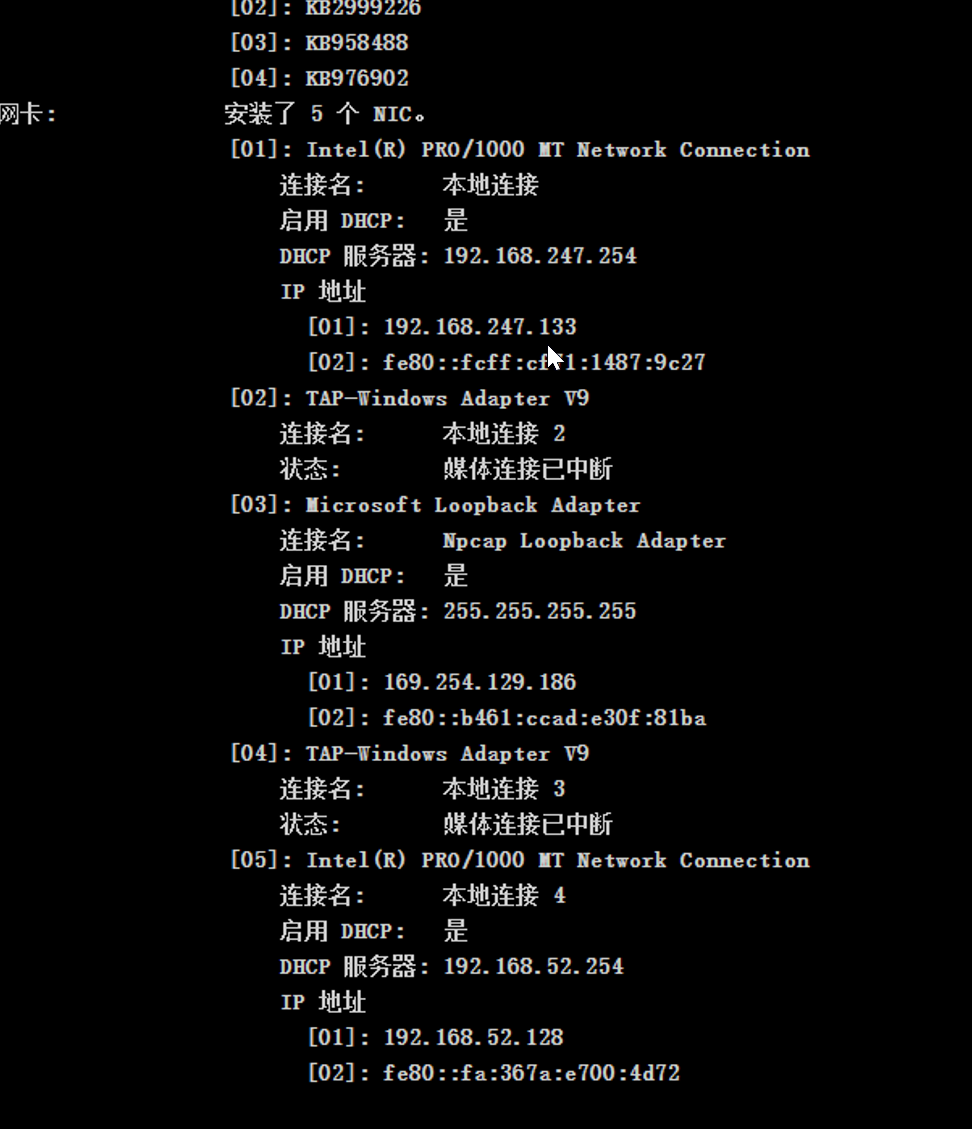 [02]: KB2999226
[03]: KB958488
[04]: KB976902
网卡: 安装了 5 个 NIC。
[01]: Intel(R) PRO/1000 MT Network Connection
连接名: 本地连接
启用 DHCP: 是
DHCP 服务器: 192.168.247.254
IP 地址
[01]: 192.168.247.133
[02]: fe80::fcff:cff1:1487:9c27
[02]: TAP-Windows Adapter V9
连接名: 本地连接 2
状态: 媒体连接已中断
[03]: Microsoft Loopback Adapter
连接名: Npcap Loopback Adapter
启用 DHCP: 是
DHCP 服务器: 255.255.255.255
IP 地址
[01]: 169.254.129.186
[02]: fe80::b461:ccad:e30f:81ba
[04]: TAP-Windows Adapter V9
连接名: 本地连接 3
状态: 媒体连接已中断
[05]: Intel(R) PRO/1000 MT Network Connection
连接名: 本地连接 4
启用 DHCP: 是
DHCP 服务器: 192.168.52.254
IP 地址
[01]: 192.168.52.128
[02]: fe80::fa:367a:e700:4d72